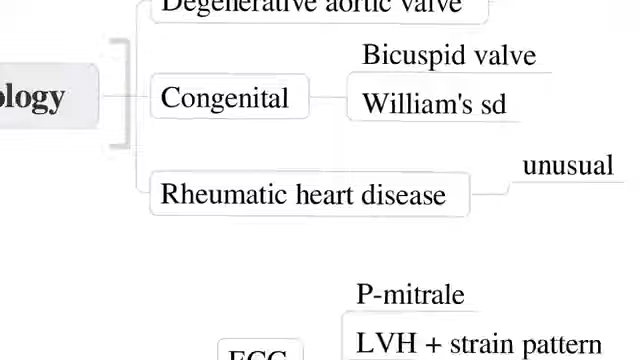 Degenerative aortic valve
Bicuspid valve
ology
Congenital
William's sd
unusual
Rheumatic heart disease
P-mitrale
LVH + strain pattern
ECG